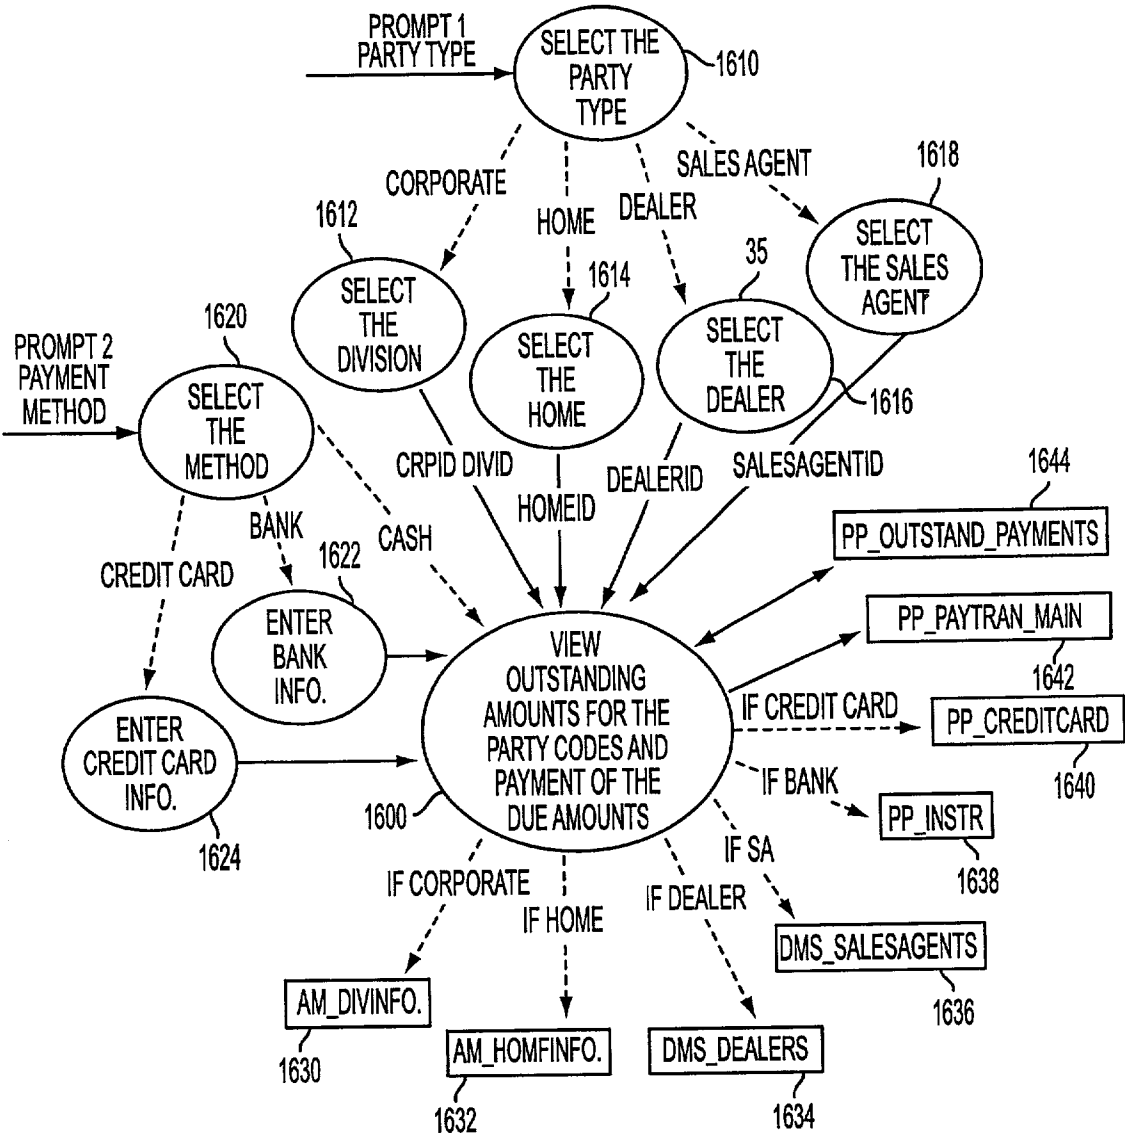 PROMPT 1
PARTY TYPE
SELECT THE
PARTY
TYPE
1610
CORPORATE
HOME
DEALER
SALES AGENT
1618
1612
SELECT
THE
DIVISION
1614
SELECT
THE
HOME
35
SELECT
THE
DEALER
1616
SELECT
THE SALES
AGENT
PROMPT 2
PAYMENT
METHOD
1620
SELECT
THE
METHOD
CRPID DIVID
HOMEID
DEALERID
SALESAGENTID
CREDIT CARD
BANK
CASH
1622
ENTER
BANK
INFO.
ENTER
CREDIT CARD
INFO.
1624
VIEW
OUTSTANDING
AMOUNTS FOR THE
PARTY CODES AND
PAYMENT OF THE
DUE AMOUNTS
1600
1644
PP_OUTSTAND_PAYMENTS
PP_PAYTRAN_MAIN
1642
IF CREDIT CARD
PP_CREDITCARD
1640
IF BANK
PP_INSTR
1638
IF SA
DMS_SALESAGENTS
1636
IF CORPORATE
IF HOME
IF DEALER
AM_DIVINFO.
1630
AM_HOMFINFO.
1632
DMS_DEALERS
1634